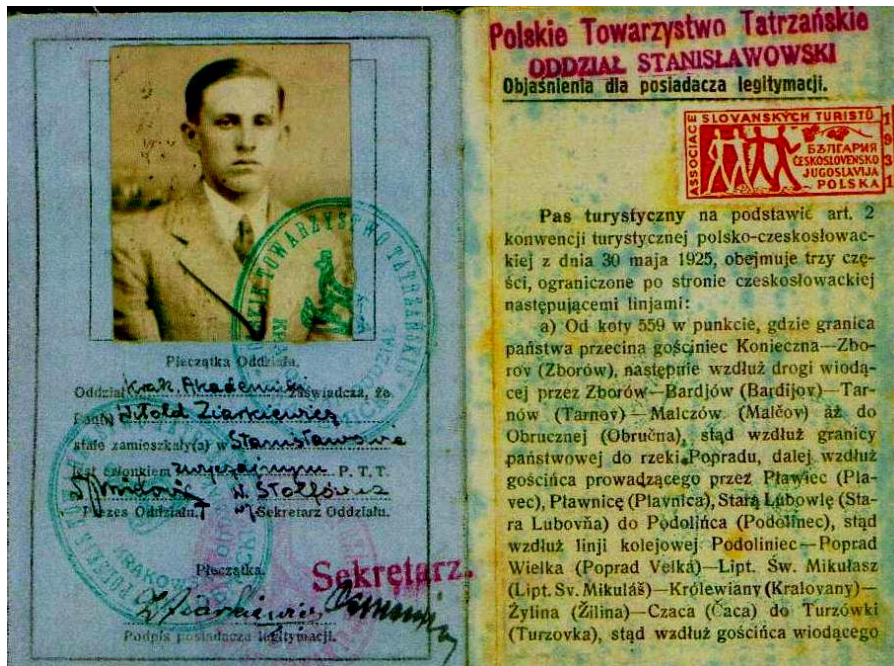 Pieczątka Oddziału.
Oddział Krak. Akademicki zaświadcza, że
Pan(i) Witold Ziarkiewicz
stale zamieszkały(a) w Stanisławowie
jest członkiem zwyczajnym P. T. T.
W. Stolfówna
Prezes Oddziału. Sekretarz Oddziału.
Pieczątka.
Sekretarz.
WZiarkiewicz
Podpis posiadacza legitymacji.
Polskie Towarzystwo Tatrzańskie
ODDZIAŁ STANISŁAWOWSKI
Objaśnienia dla posiadacza legitymacji.
ASSOCIACE SLOVANSKÝCH TURISTŮ 1931
БЪЛГАРИЯ
ČESKOSLOVENSKO
JUGOSLAVIJA
POLSKA
Pas turystyczny na podstawie art. 2
konwencji turystycznej polsko-czeskosłowac-
kiej z dnia 30 maja 1925, obejmuje trzy czę-
ści, ograniczone po stronie czeskosłowackiej
następującemi linjami:
a) Od koty 559 w punkcie, gdzie granica
państwa przecina gościniec Konieczna—Zbo-
rov (Zborów), następnie wzdłuż drogi wiodą-
cej przez Zborów—Bardjów (Bardijov)—Tar-
nów (Tarnov)—Malczów (Malčov) aż do
Obrucznej (Obručna), stąd wzdłuż granicy
państwowej do rzeki Popradu, dalej wzdłuż
gościńca prowadzącego przez Pławiec (Pla-
vec), Pławnicę (Plavnica), Starą Lubowlę (Sta-
ra Lubovňa) do Podolińca (Podolinec), stąd
wzdłuż linji kolejowej Podoliniec—Poprad
Wielka (Poprad Velká)—Lipt. Św. Mikułasz
(Lipt. Sv. Mikuláš)—Królewiany (Kralovany)—
Żylina (Žilina)—Czaca (Čaca) do Turzówki
(Turzovka), stąd wzdłuż gościńca wiodącego